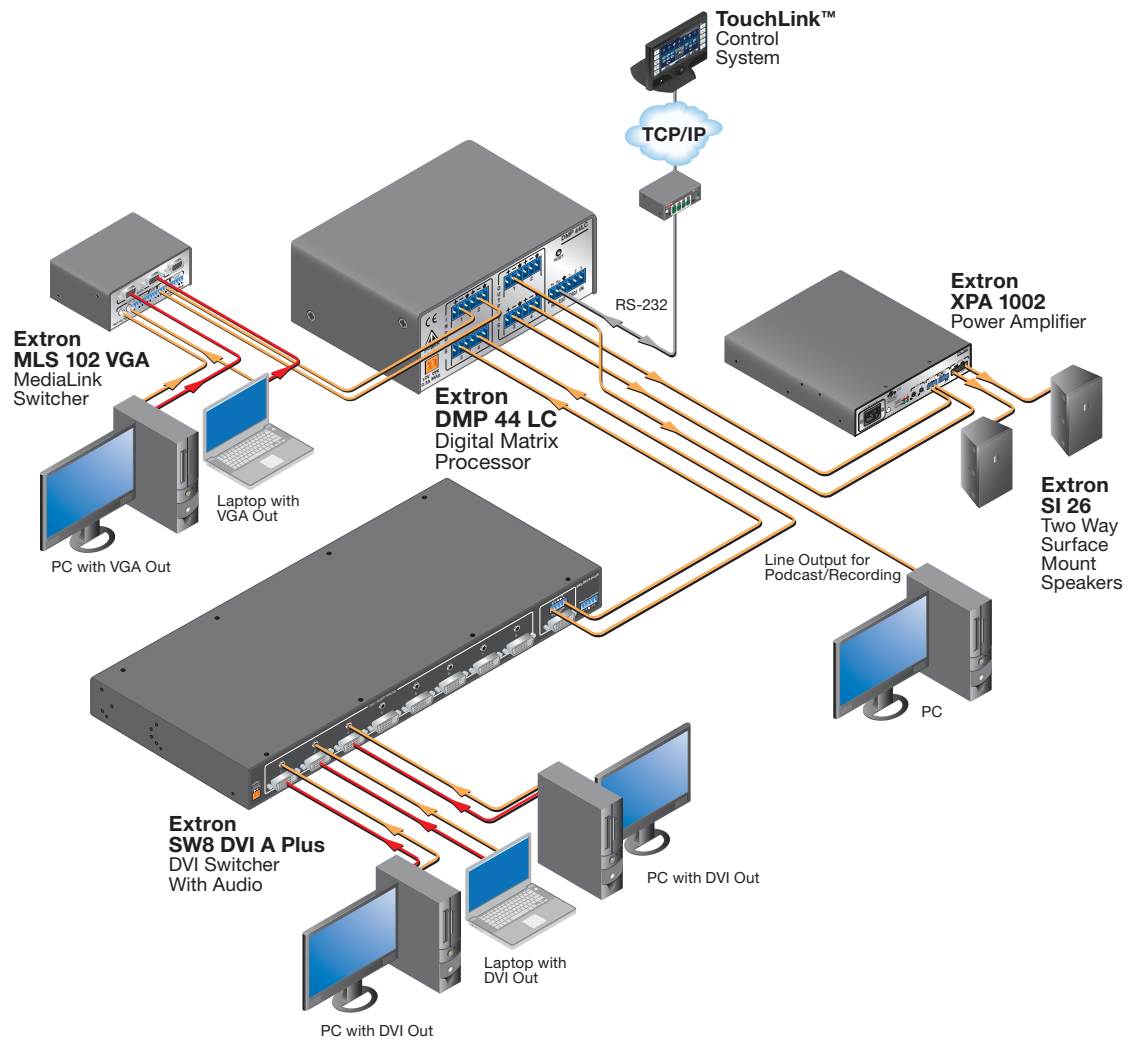 TouchLink™
Control
System
TCP/IP
DMP 44LC
RESET
RS-232
Extron
XPA 1002
Power Amplifier
Extron
MLS 102 VGA
MediaLink
Switcher
Extron
DMP 44 LC
Digital Matrix
Processor
Extron
SI 26
Two Way
Surface
Mount
Speakers
Laptop with
VGA Out
PC with VGA Out
Line Output for
Podcast/Recording
PC
Extron
SW8 DVI A Plus
DVI Switcher
With Audio
PC with DVI Out
Laptop with
DVI Out
PC with DVI Out